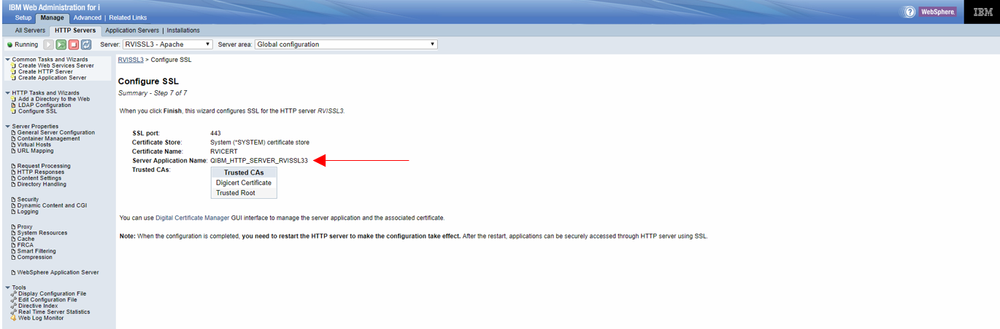 IBM Web Administration for i
Setup Manage Advanced | Related Links
? WebSphere. IBM
All Servers HTTP Servers Application Servers | Installations
Running Server: RVISSL3 - Apache Server area: Global configuration
Common Tasks and Wizards
Create Web Services Server
Create HTTP Server
Create Application Server
HTTP Tasks and Wizards
Add a Directory to the Web
LDAP Configuration
Configure SSL
Server Properties
General Server Configuration
Container Management
Virtual Hosts
URL Mapping
Request Processing
HTTP Responses
Content Settings
Directory Handling
Security
Dynamic Content and CGI
Logging
Proxy
System Resources
Cache
FRCA
Smart Filtering
Compression
WebSphere Application Server
Tools
Display Configuration File
Edit Configuration File
Directive Index
Real Time Server Statistics
Web Log Monitor
RVISSL3 > Configure SSL
Configure SSL
Summary - Step 7 of 7
When you click Finish, this wizard configures SSL for the HTTP server RVISSL3.
SSL port: 443
Certificate Store: System (*SYSTEM) certificate store
Certificate Name: RVICERT
Server Application Name: QIBM_HTTP_SERVER_RVISSL33
Trusted CAs: Trusted CAs
Digicert Certificate
Trusted Root
You can use Digital Certificate Manager GUI interface to manage the server application and the associated certificate.
Note: When the configuration is completed, you need to restart the HTTP server to make the configuration take effect. After the restart, applications can be securely accessed through HTTP server using SSL.